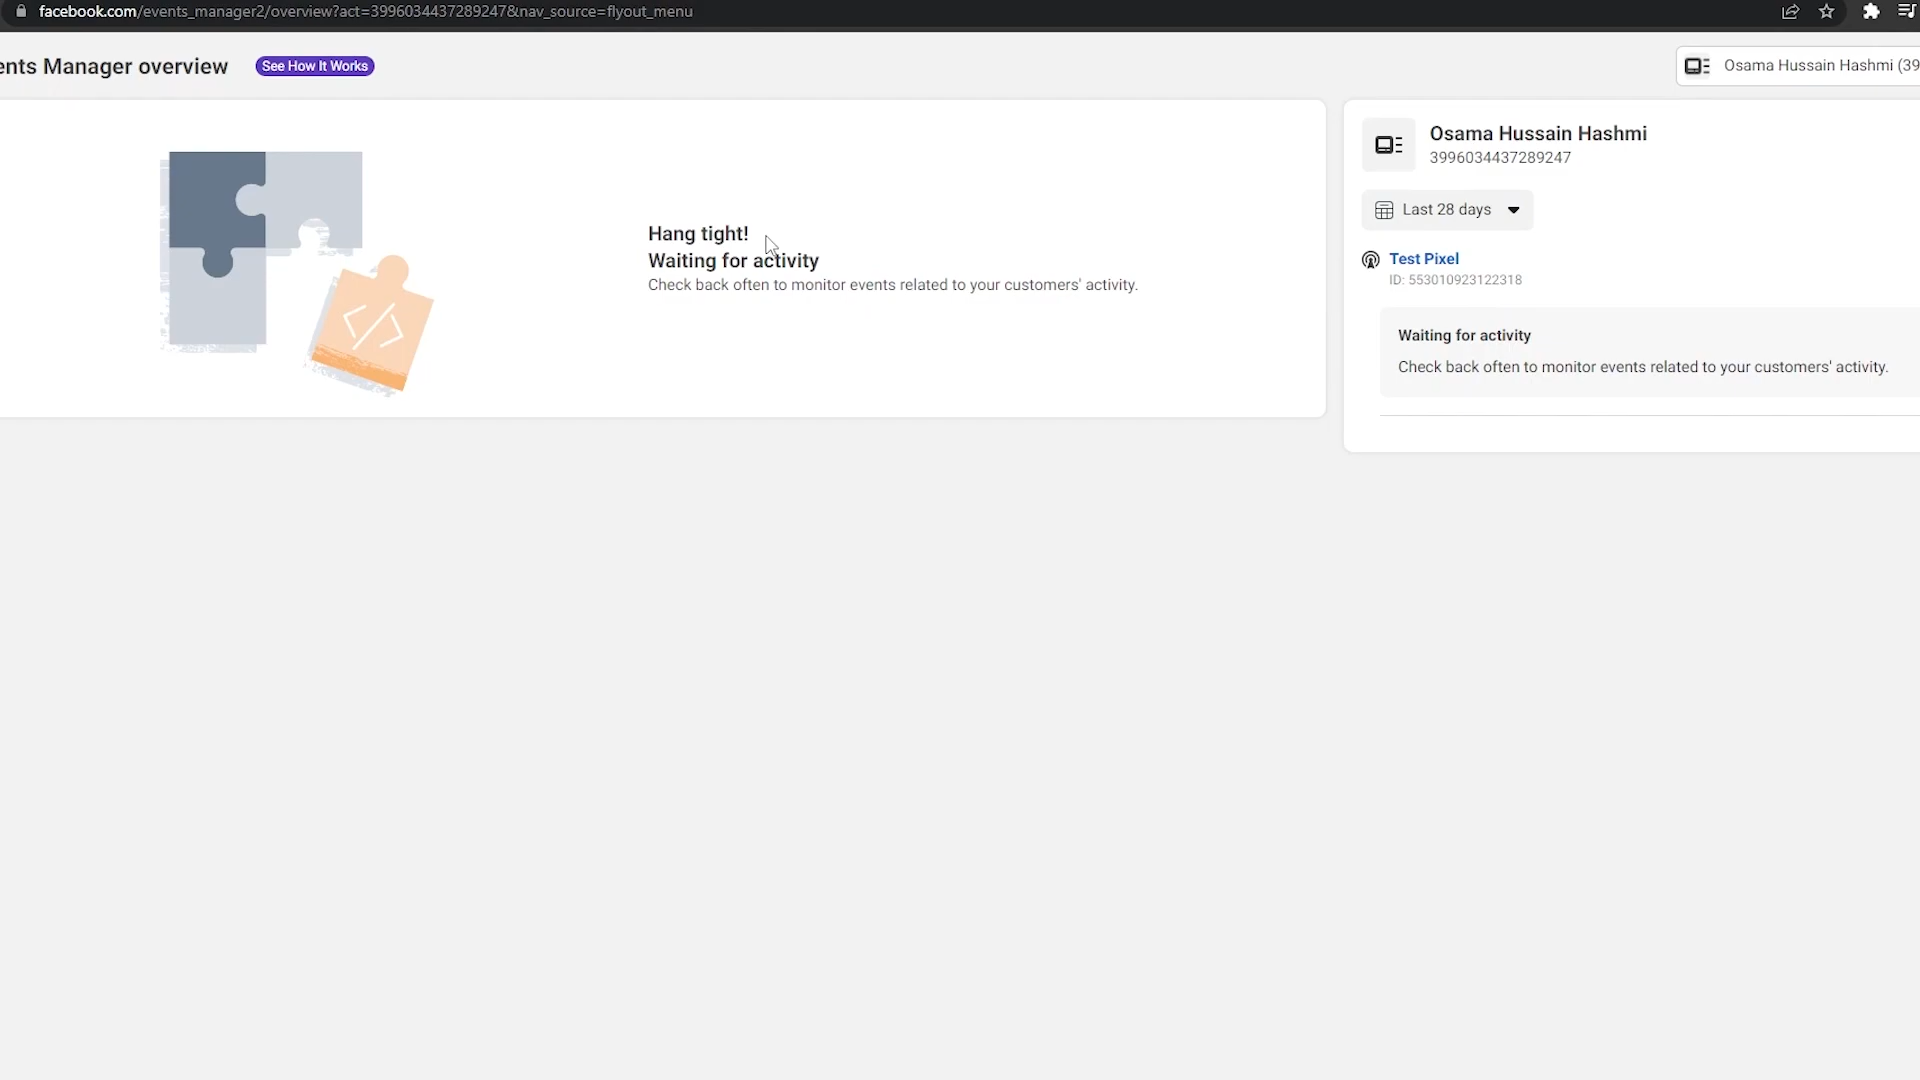 facebook.com/events_manager2/overview?act=3996034437289247&nav_source=flyout_menu
ents Manager overview
See How It Works
Osama Hussain Hashmi (39
Hang tight!
Waiting for activity
Check back often to monitor events related to your customers' activity.
Osama Hussain Hashmi
3996034437289247
Last 28 days
Test Pixel
ID: 553010923122318
Waiting for activity
Check back often to monitor events related to your customers' activity.